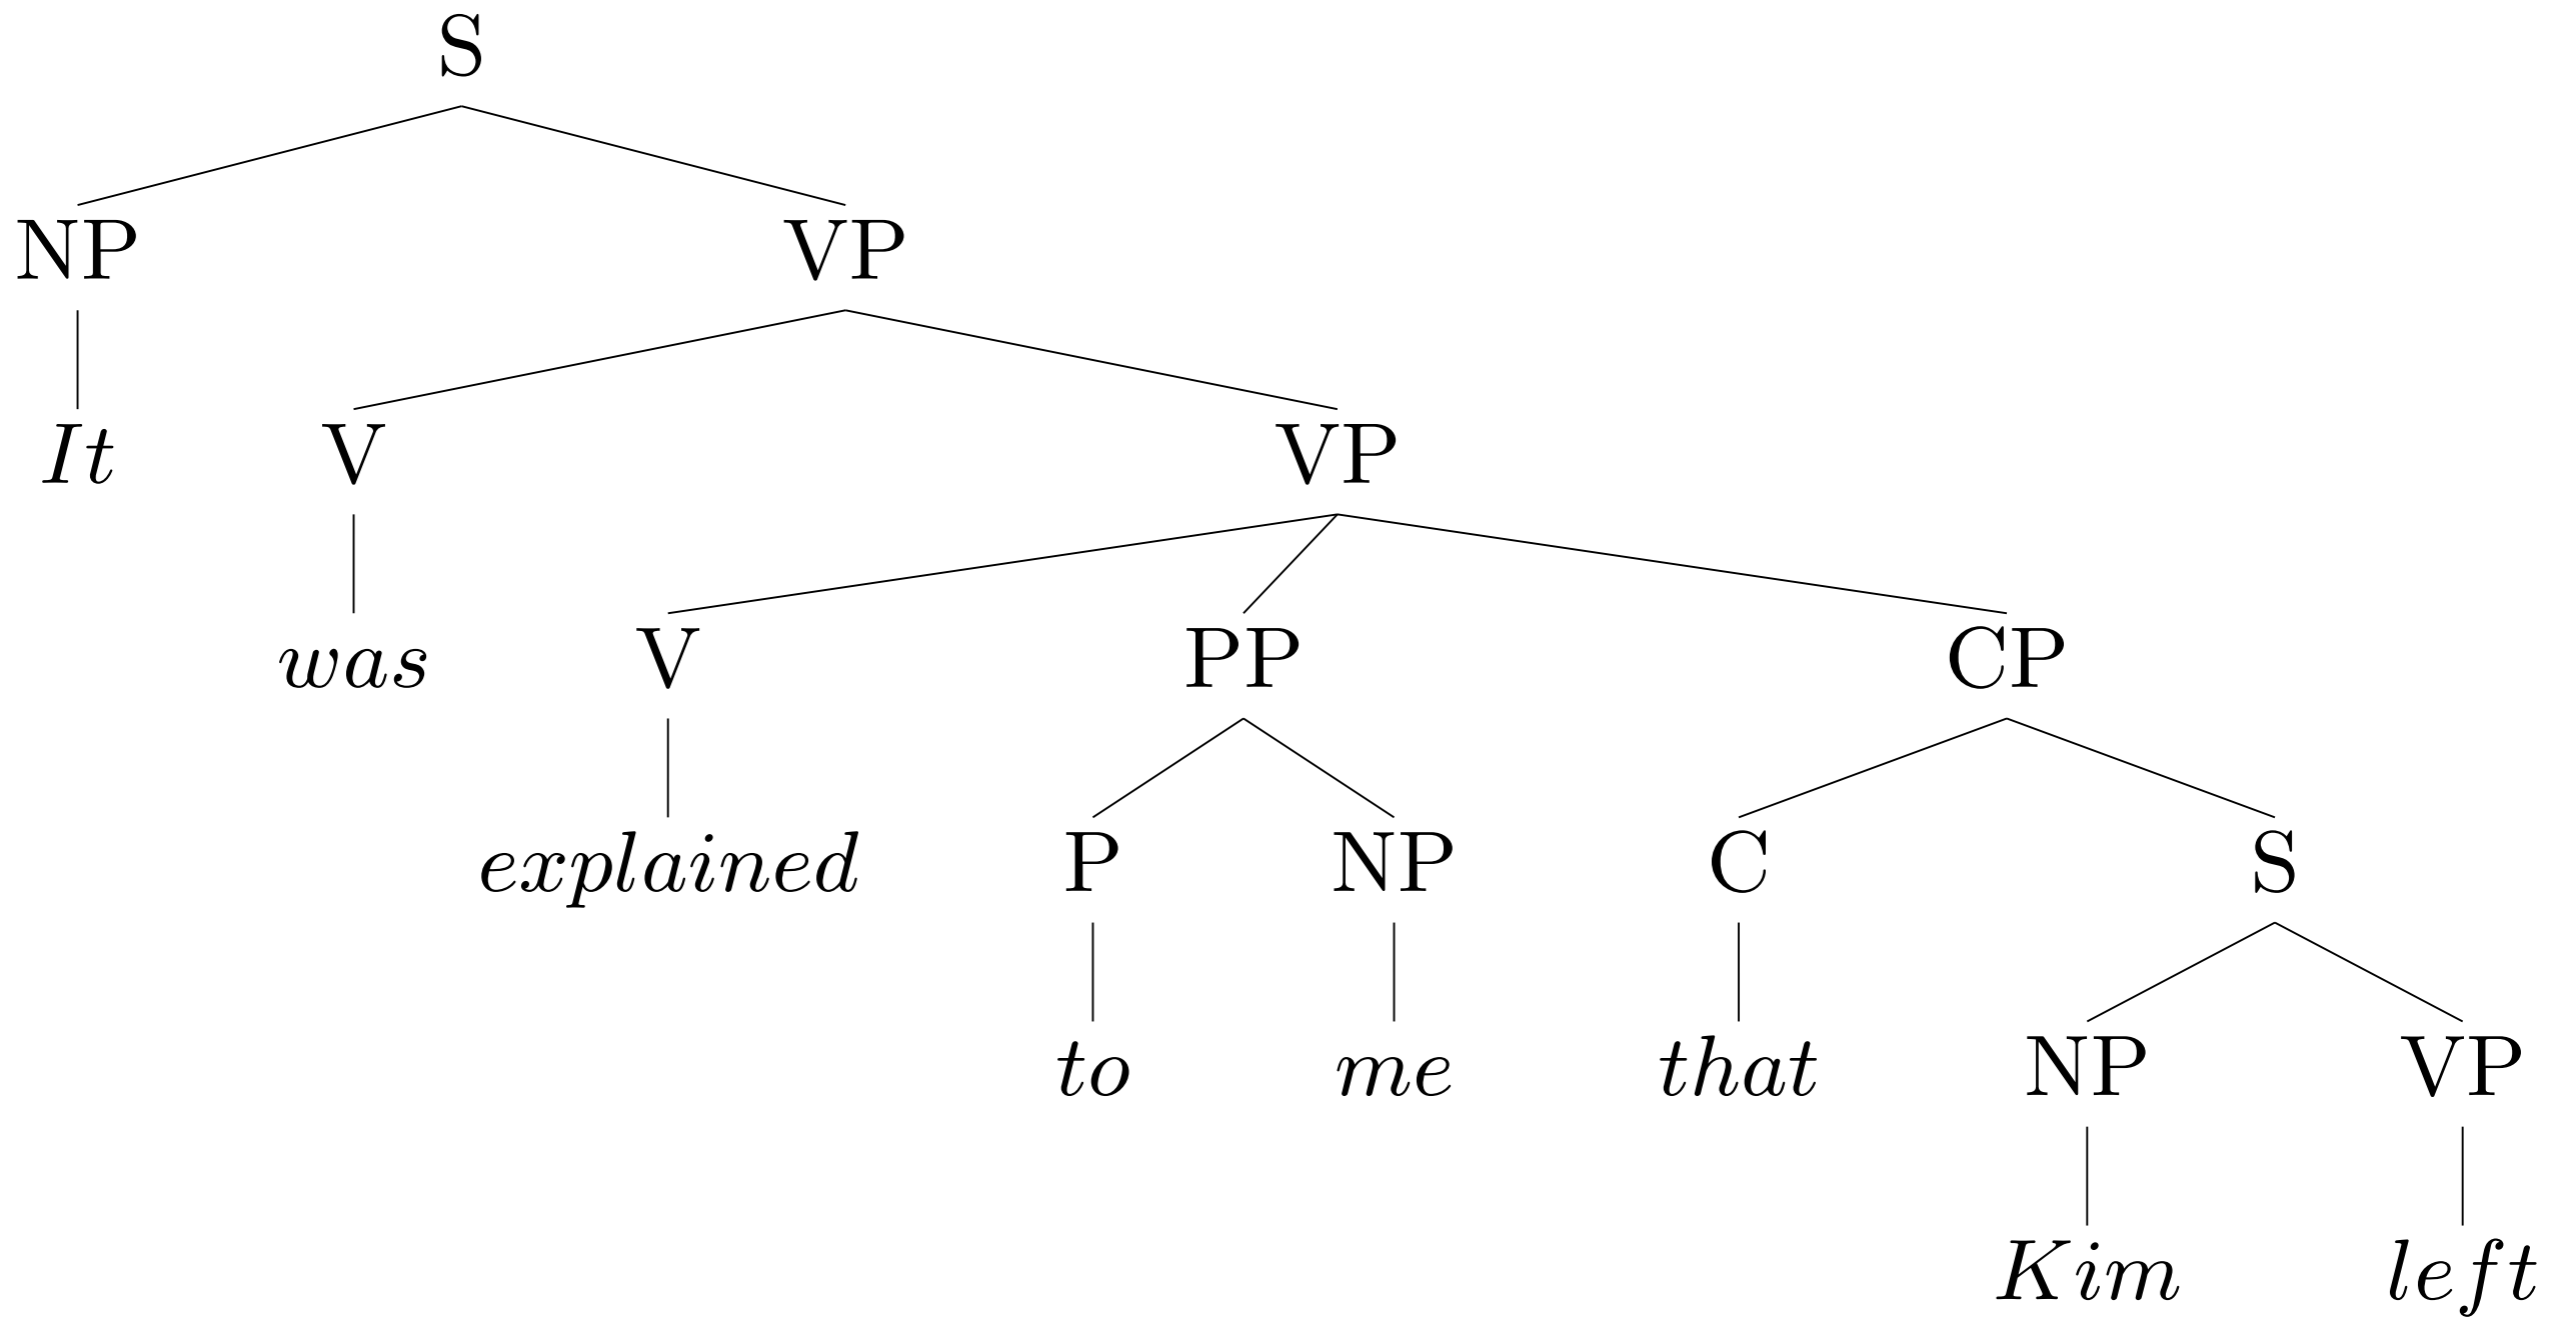 S
NP VP
It V VP
was V PP CP
explained P NP C S
to me that NP VP
Kim left